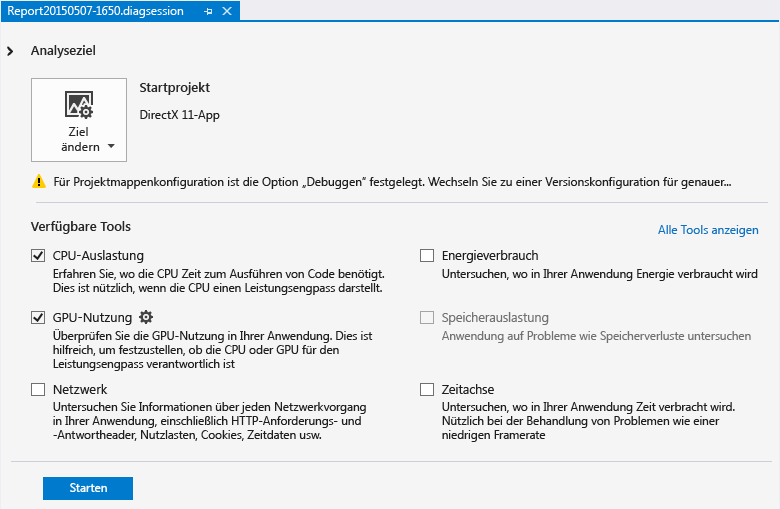 Report20150507-1650.diagsession
Analyseziel
Ziel
ändern
Startprojekt
DirectX 11-App
Für Projektmappenkonfiguration ist die Option „Debuggen“ festgelegt. Wechseln Sie zu einer Versionskonfiguration für genauer...
Verfügbare Tools
Alle Tools anzeigen
CPU-Auslastung
Erfahren Sie, wo die CPU Zeit zum Ausführen von Code benötigt.
Dies ist nützlich, wenn die CPU einen Leistungsengpass darstellt.
Energieverbrauch
Untersuchen, wo in Ihrer Anwendung Energie verbraucht wird
GPU-Nutzung
Überprüfen Sie die GPU-Nutzung in Ihrer Anwendung. Dies ist
hilfreich, um festzustellen, ob die CPU oder GPU für den
Leistungsengpass verantwortlich ist
Speicherauslastung
Anwendung auf Probleme wie Speicherverluste untersuchen
Netzwerk
Untersuchen Sie Informationen über jeden Netzwerkvorgang
in Ihrer Anwendung, einschließlich HTTP-Anforderungs- und
-Antwortheader, Nutzlasten, Cookies, Zeitdaten usw.
Zeitachse
Untersuchen, wo in Ihrer Anwendung Zeit verbracht wird.
Nützlich bei der Behandlung von Problemen wie einer
niedrigen Framerate
Starten